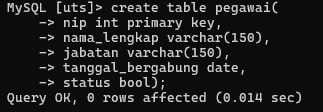 MySQL [uts]> create table pegawai(
    -> nip int primary key,
    -> nama_lengkap varchar(150),
    -> jabatan varchar(150),
    -> tanggal_bergabung date,
    -> status bool);
Query OK, 0 rows affected (0.014 sec)